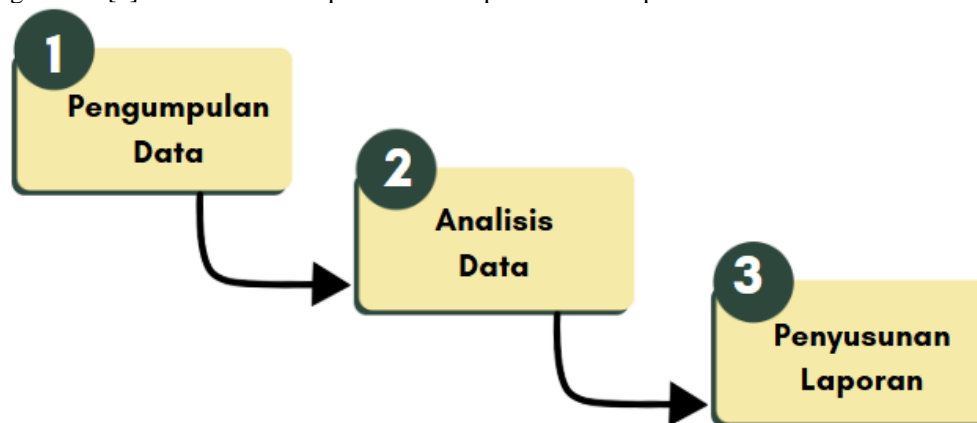 1
Pengumpulan
Data
2
Analisis
Data
3
Penyusunan
Laporan